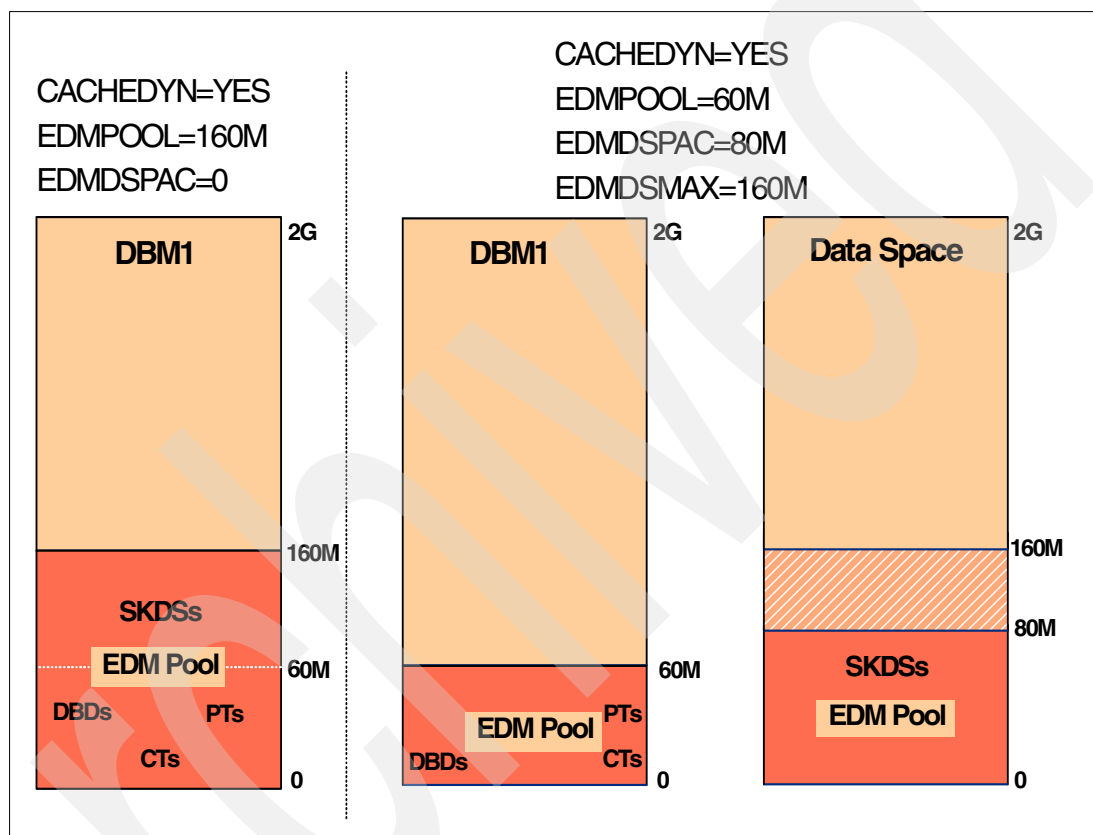 CACHEDYN=YES
EDMPOOL=160M
EDMDSPAC=0
CACHEDYN=YES
EDMPOOL=60M
EDMDSPAC=80M
EDMDSMAX=160M
DBM1
2G
160M
SKDSs
EDM Pool
60M
DBDs
PTs
CTs
0
DBM1
2G
60M
EDM Pool
PTs
DBDs
CTs
0
Data Space
2G
160M
80M
SKDSs
EDM Pool
0